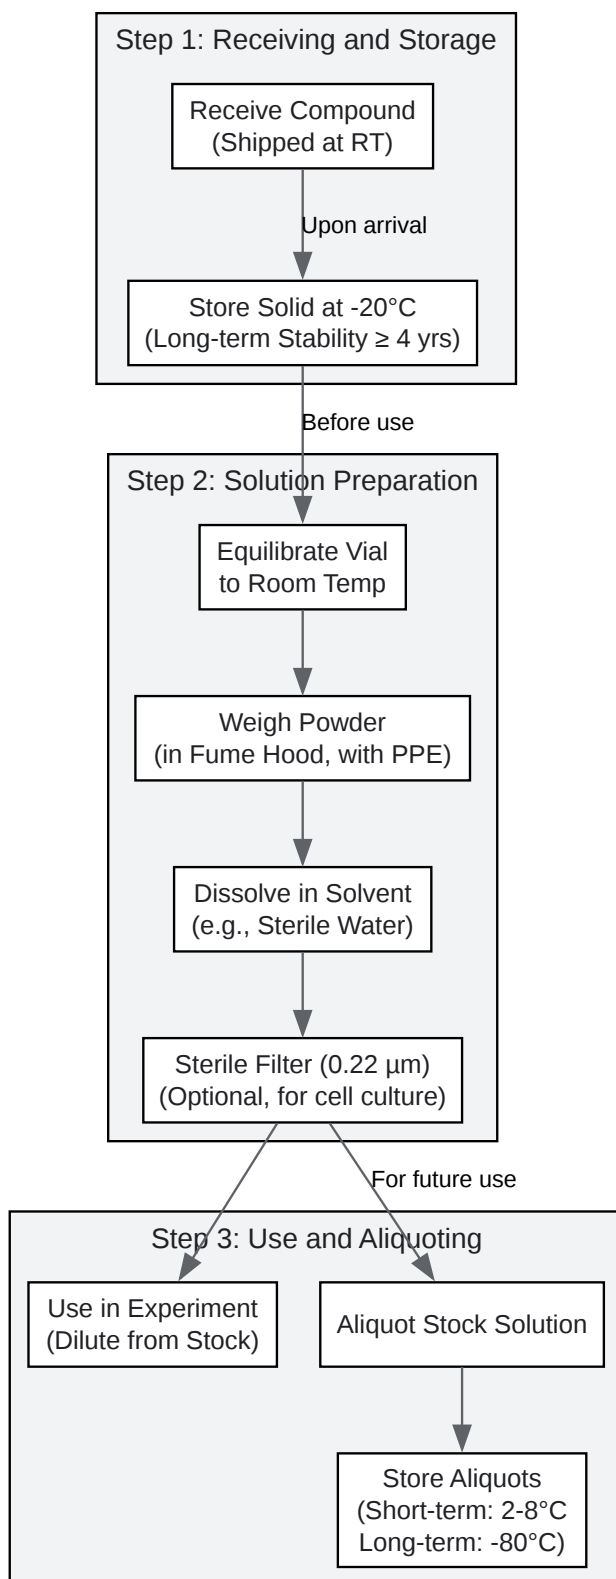 Step 1: Receiving and Storage
Receive Compound
(Shipped at RT)
Upon arrival
Store Solid at -20°C
(Long-term Stability ≥ 4 yrs)
Before use
Step 2: Solution Preparation
Equilibrate Vial
to Room Temp
Weigh Powder
(in Fume Hood, with PPE)
Dissolve in Solvent
(e.g., Sterile Water)
Sterile Filter (0.22 µm)
(Optional, for cell culture)
For future use
Step 3: Use and Aliquoting
Use in Experiment
(Dilute from Stock)
Aliquot Stock Solution
Store Aliquots
(Short-term: 2-8°C
Long-term: -80°C)